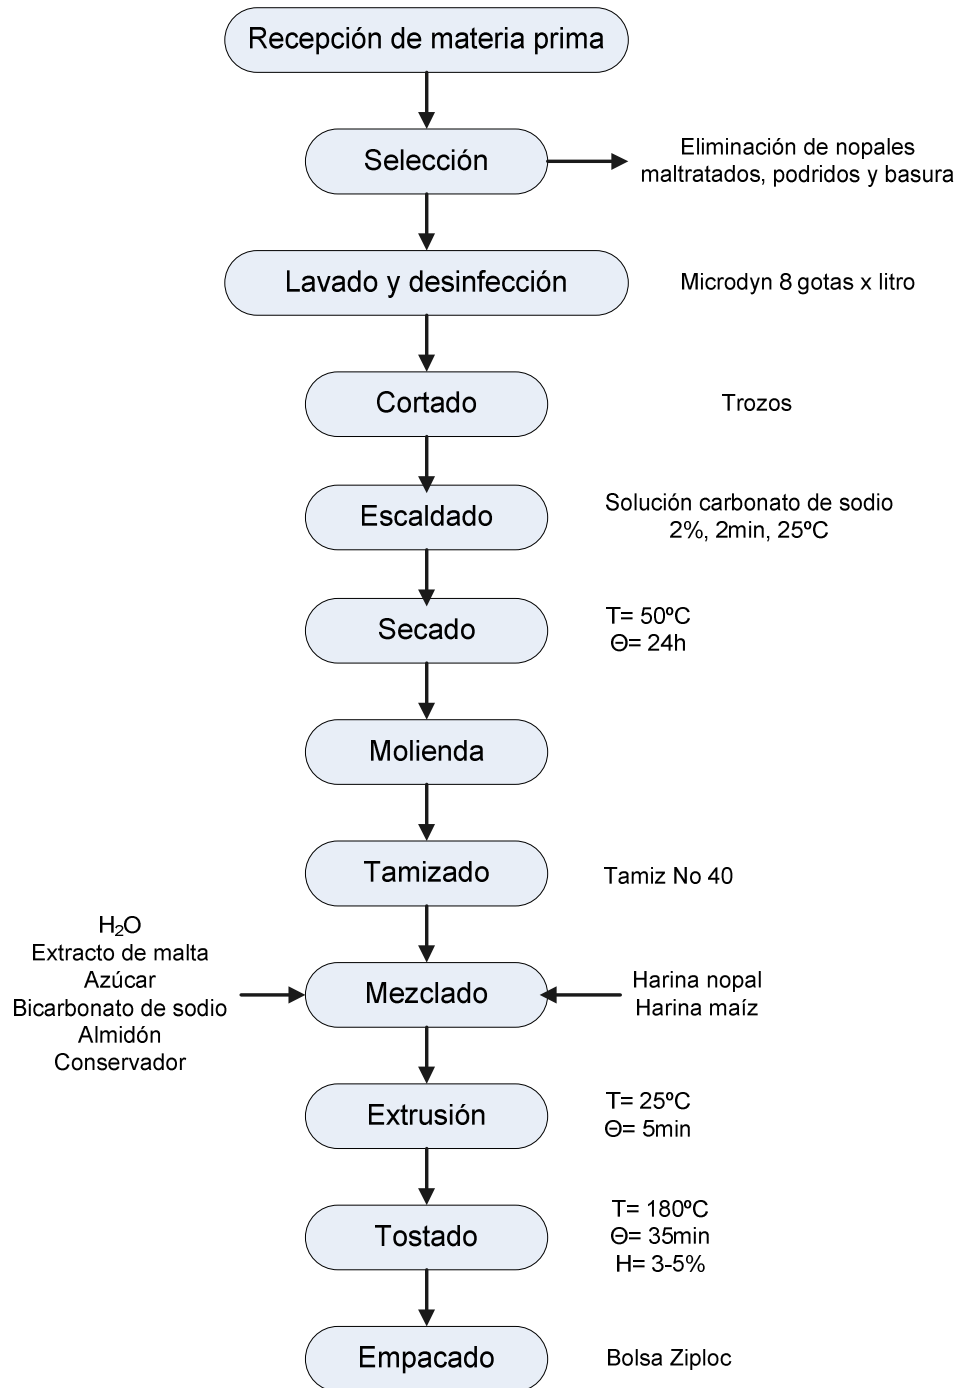 Recepción de materia prima
Selección
Eliminación de nopales
maltratados, podridos y basura
Lavado y desinfección
Microdyn 8 gotas x litro
Cortado
Trozos
Escaldado
Solución carbonato de sodio
2%, 2min, 25ºC
Secado
T= 50ºC
Θ= 24h
Molienda
Tamizado
Tamiz No 40
H₂O
Extracto de malta
Azúcar
Bicarbonato de sodio
Almidón
Conservador
Mezclado
Harina nopal
Harina maíz
Extrusión
T= 25ºC
Θ= 5min
Tostado
T= 180ºC
Θ= 35min
H= 3-5%
Empacado
Bolsa Ziploc